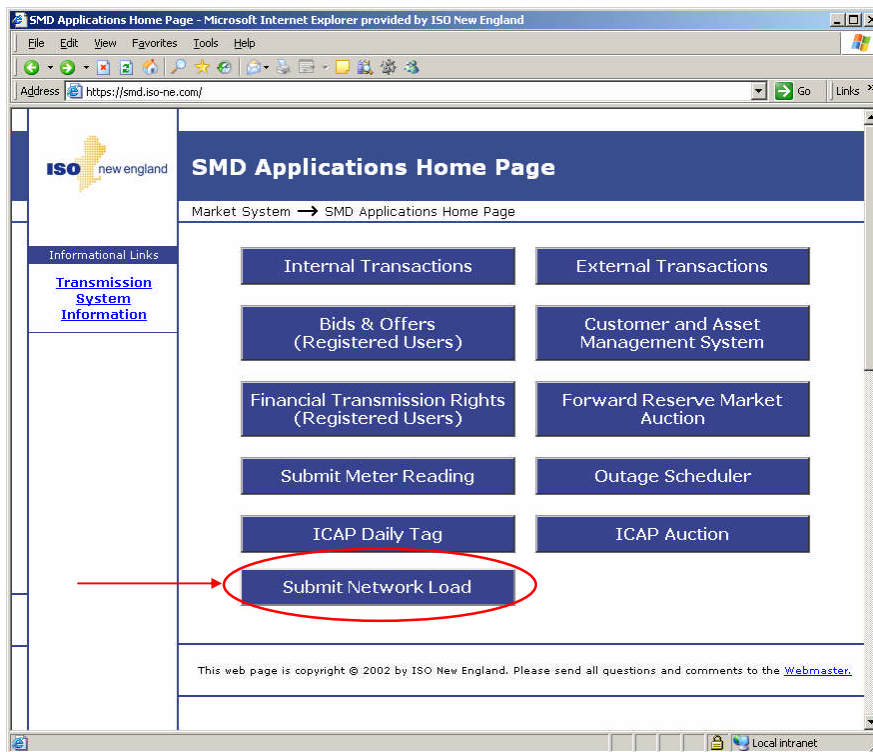 SMD Applications Home Page - Microsoft Internet Explorer provided by ISO New England
File Edit View Favorites Tools Help
Address https://smd.iso-ne.com/ Go Links »
ISO new england
SMD Applications Home Page
Market System → SMD Applications Home Page
Informational Links
Transmission
System
Information
Internal Transactions External Transactions
Bids & Offers
(Registered Users)
Customer and Asset
Management System
Financial Transmission Rights
(Registered Users)
Forward Reserve Market
Auction
Submit Meter Reading Outage Scheduler
ICAP Daily Tag ICAP Auction
Submit Network Load
This web page is copyright © 2002 by ISO New England. Please send all questions and comments to the Webmaster.
Local intranet